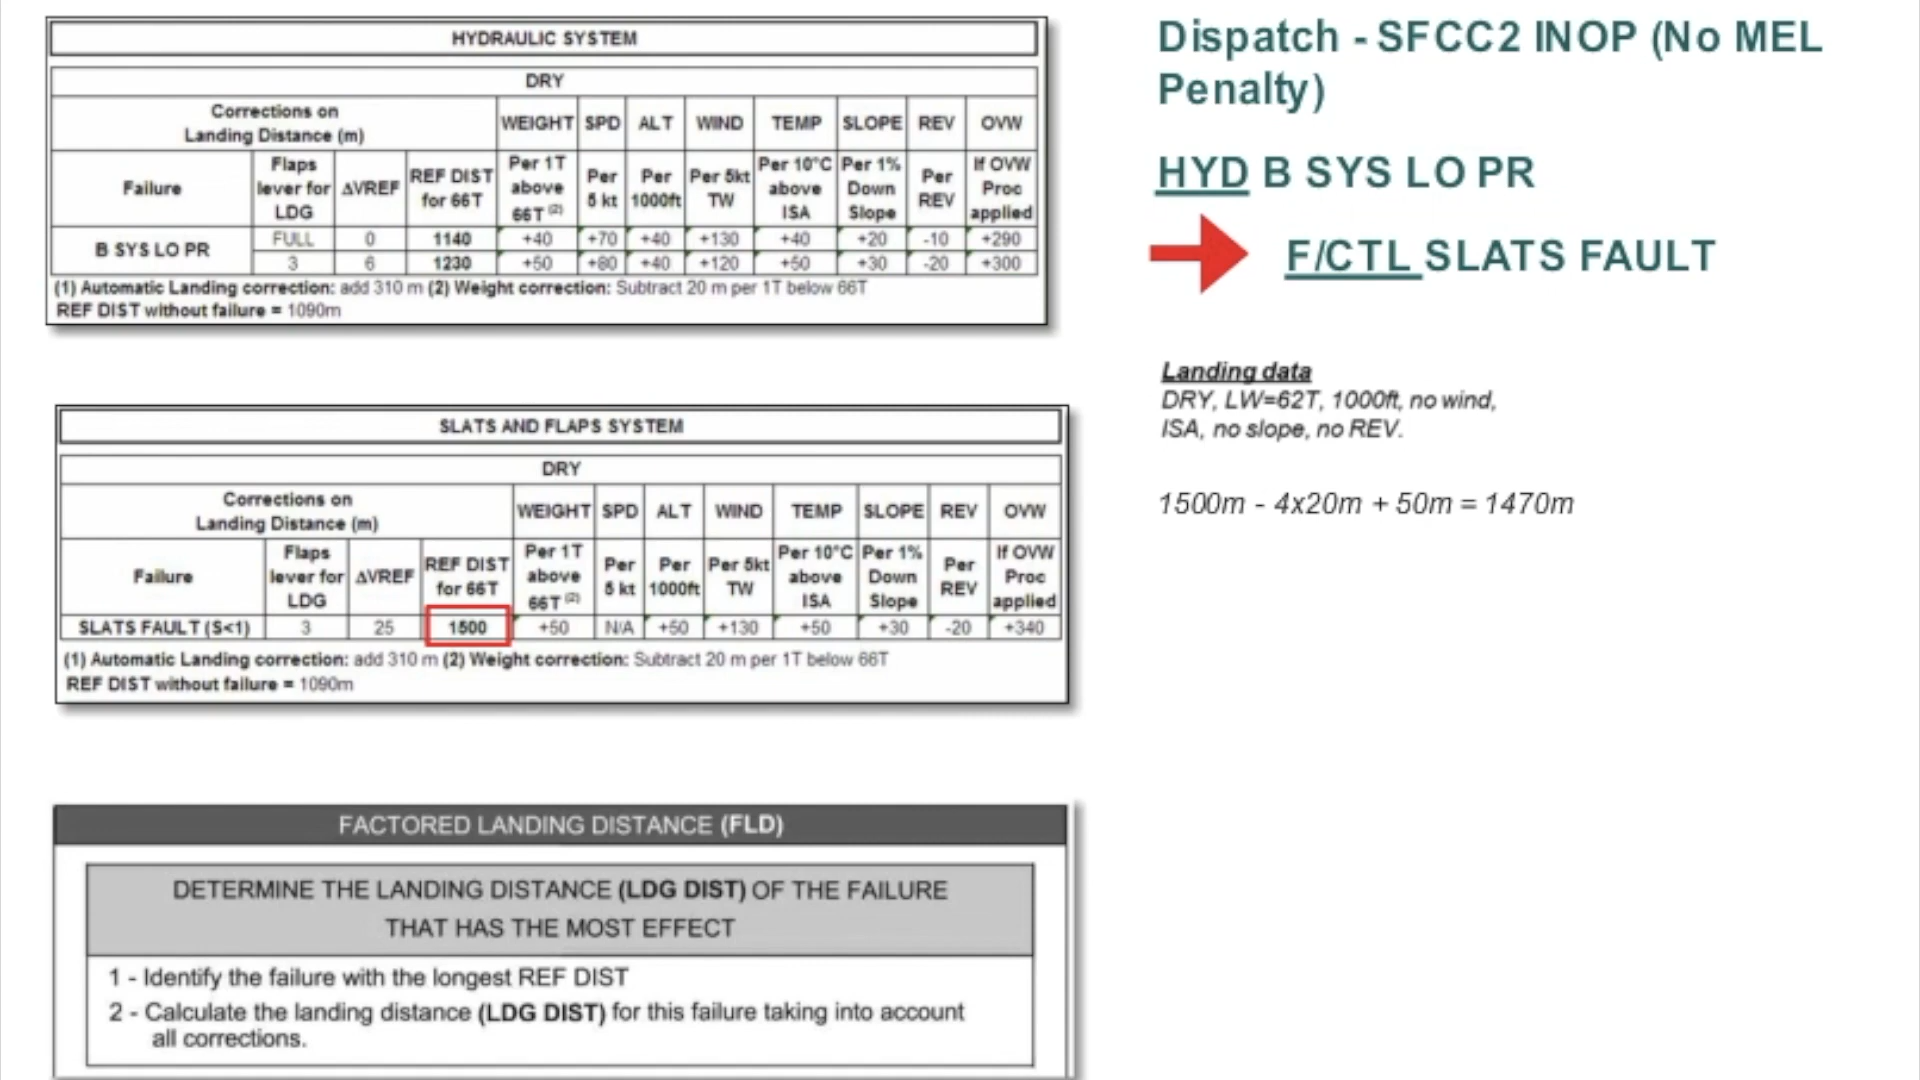 HYDRAULIC SYSTEM
DRY
Corrections on
Landing Distance (m)
WEIGHT SPD ALT WIND TEMP SLOPE REV OVW
Failure
Flaps
lever for
LDG
ΔVREF
REF DIST
for 66T
Per 1T
above
66T (2)
Per
5 kt
Per
1000ft
Per 5kt
TW
Per 10°C
above
ISA
Per 1%
Down
Slope
Per
REV
If OVW
Proc
applied
B SYS LO PR
FULL 0 1140 +40 +70 +40 +130 +40 +20 -10 +290
3 6 1230 +50 +80 +40 +120 +50 +30 -20 +300
(1) Automatic Landing correction: add 310 m (2) Weight correction: Subtract 20 m per 1T below 66T
REF DIST without failure = 1090m
SLATS AND FLAPS SYSTEM
DRY
Corrections on
Landing Distance (m)
WEIGHT SPD ALT WIND TEMP SLOPE REV OVW
Failure
Flaps
lever for
LDG
ΔVREF
REF DIST
for 66T
Per 1T
above
66T (2)
Per
5 kt
Per
1000ft
Per 5kt
TW
Per 10°C
above
ISA
Per 1%
Down
Slope
Per
REV
If OVW
Proc
applied
SLATS FAULT (S<1) 3 25 1500 +50 N/A +50 +130 +50 +30 -20 +340
(1) Automatic Landing correction: add 310 m (2) Weight correction: Subtract 20 m per 1T below 66T
REF DIST without failure = 1090m
FACTORED LANDING DISTANCE (FLD)
DETERMINE THE LANDING DISTANCE (LDG DIST) OF THE FAILURE
THAT HAS THE MOST EFFECT
1 - Identify the failure with the longest REF DIST
2 - Calculate the landing distance (LDG DIST) for this failure taking into account
all corrections.
Dispatch - SFCC2 INOP (No MEL
Penalty)
HYD B SYS LO PR
F/CTL SLATS FAULT
Landing data
DRY, LW=62T, 1000ft, no wind,
ISA, no slope, no REV.
1500m - 4x20m + 50m = 1470m